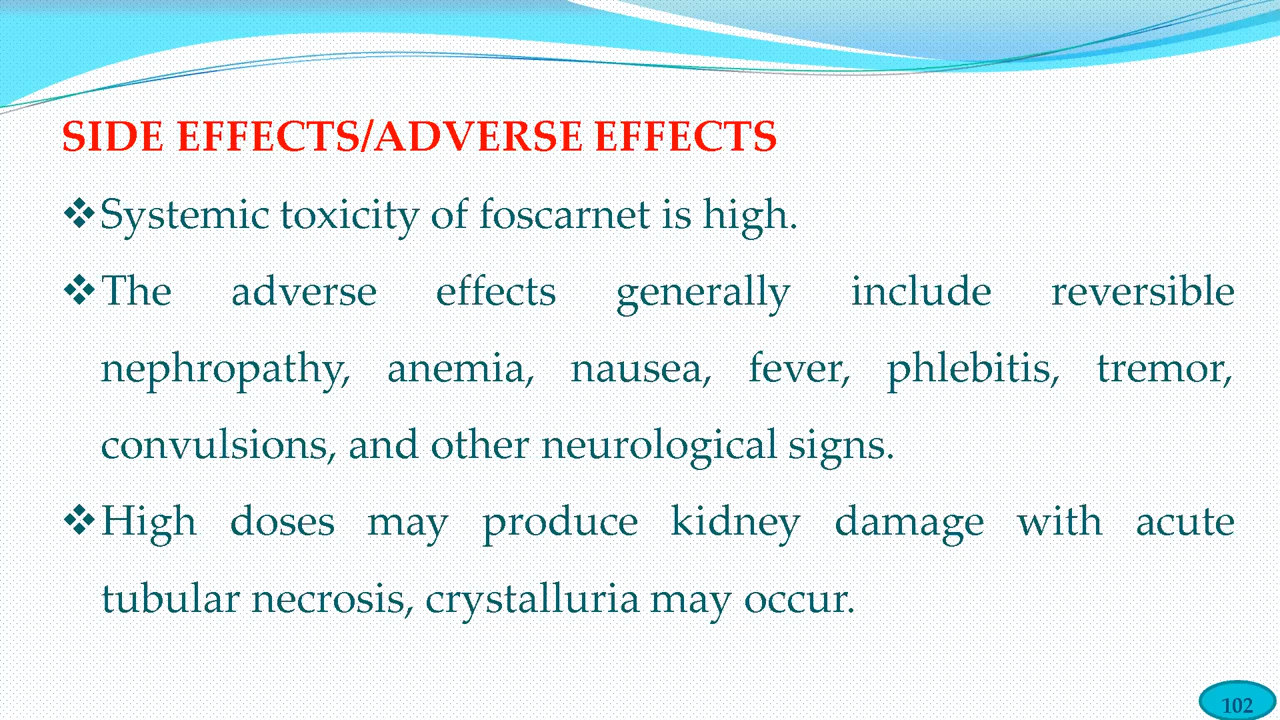 SIDE EFFECTS/ADVERSE EFFECTS
❖Systemic toxicity of foscarnet is high.
❖The adverse effects generally include reversible
nephropathy, anemia, nausea, fever, phlebitis, tremor,
convulsions, and other neurological signs.
❖High doses may produce kidney damage with acute
tubular necrosis, crystalluria may occur.
102